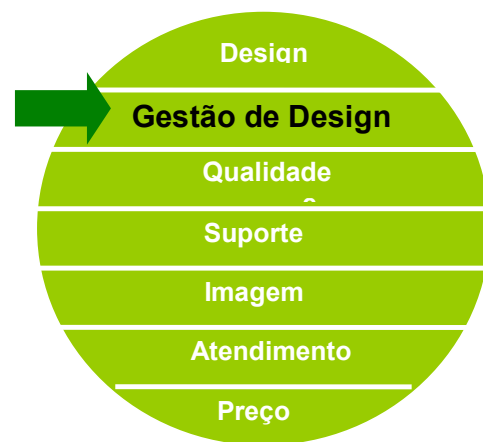 Design
Gestão de Design
Qualidade
Suporte
Imagem
Atendimento
Preço